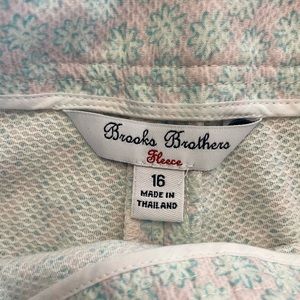 Brooks Brothers
Fleece
16
MADE IN
THAILAND